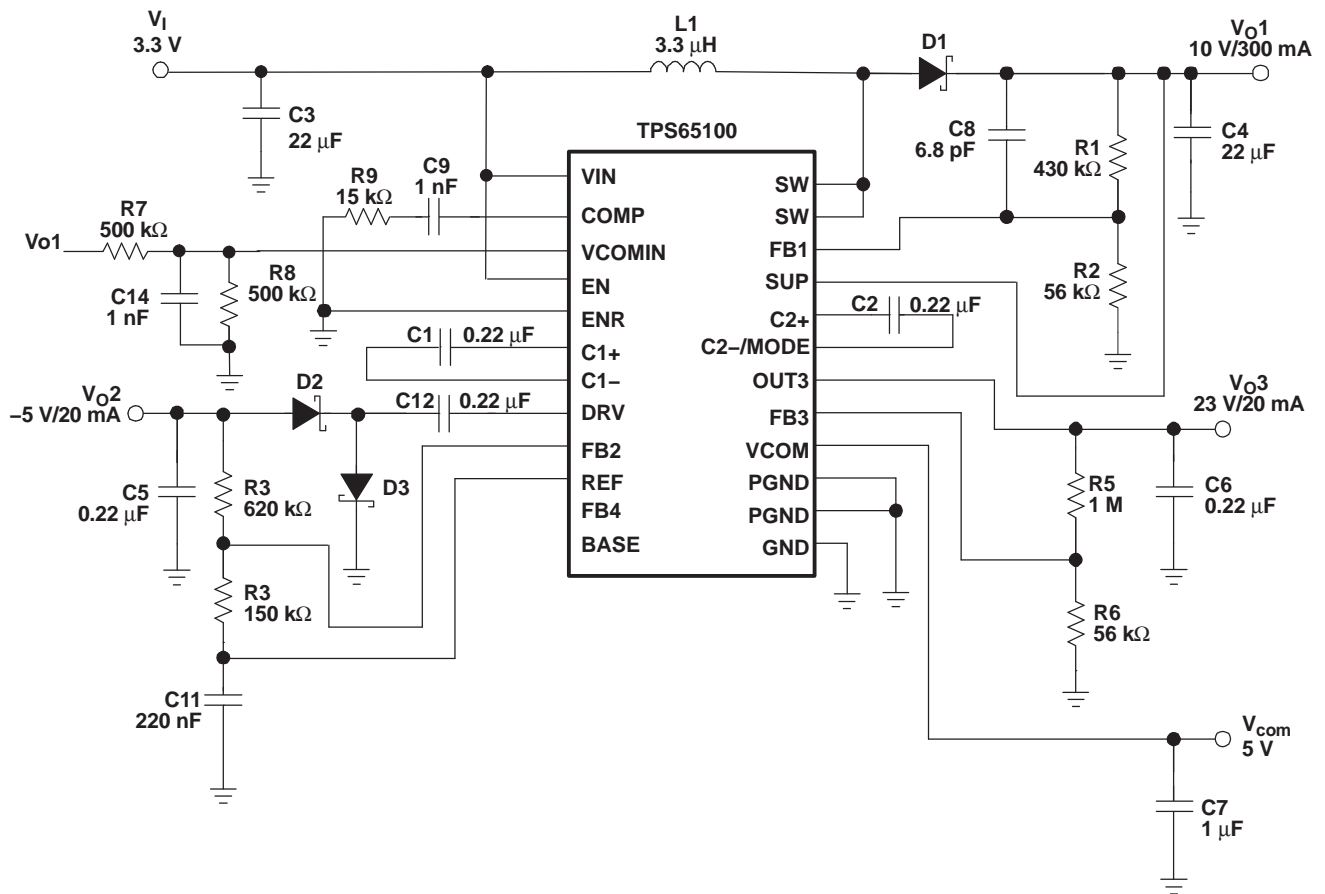 V_I
3.3 V
L1
3.3 μH
D1
V_O1
10 V/300 mA
C3
22 μF
TPS65100
C8
6.8 pF
R1
430 kΩ
C4
22 μF
R9
15 kΩ
C9
1 nF
VIN
COMP
VCOMIN
EN
ENR
C1+
C1–
DRV
FB2
REF
FB4
BASE
SW
SW
FB1
SUP
C2+
C2–/MODE
OUT3
FB3
VCOM
PGND
PGND
GND
R7
500 kΩ
Vo1
C14
1 nF
R8
500 kΩ
R2
56 kΩ
C2
0.22 μF
C1
0.22 μF
V_O2
–5 V/20 mA
D2
C12
0.22 μF
V_O3
23 V/20 mA
D3
C5
0.22 μF
R3
620 kΩ
R5
1 M
C6
0.22 μF
R3
150 kΩ
R6
56 kΩ
C11
220 nF
V_com
5 V
C7
1 μF